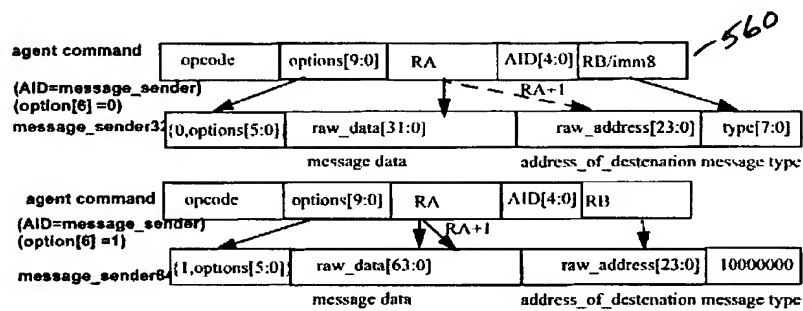 560
agent command opcode options[9:0] RA AID[4:0] RB/imm8
(AID=message_sender)
(option[6] =0)
RA+1
message_sender32 {0,options[5:0} raw_data[31:0] raw_address[23:0] type[7:0]
message data address_of_destenation message type
agent command opcode options[9:0] RA AID[4:0] RB
(AID=message_sender)
(option[6] =1)
RA+1
message_sender64 {1,options[5:0]} raw_data[63:0] raw_address[23:0] 10000000
message data address_of_destenation message type